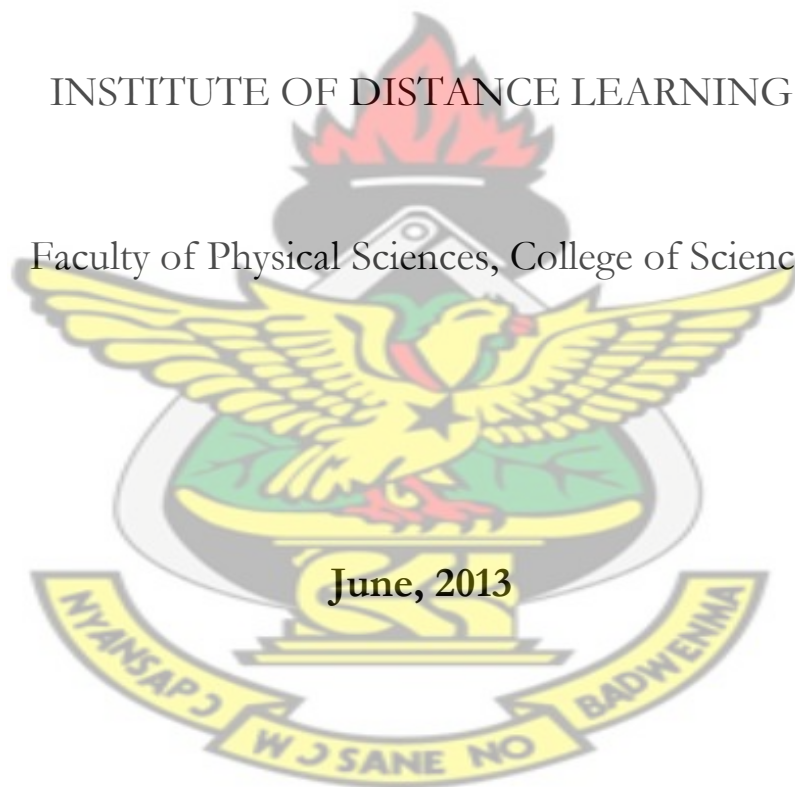 INSTITUTE OF DISTANCE LEARNING
Faculty of Physical Sciences, College of Scienc
June, 2013
NYANSAPƆ
WƆSANE NO
BADWENMA